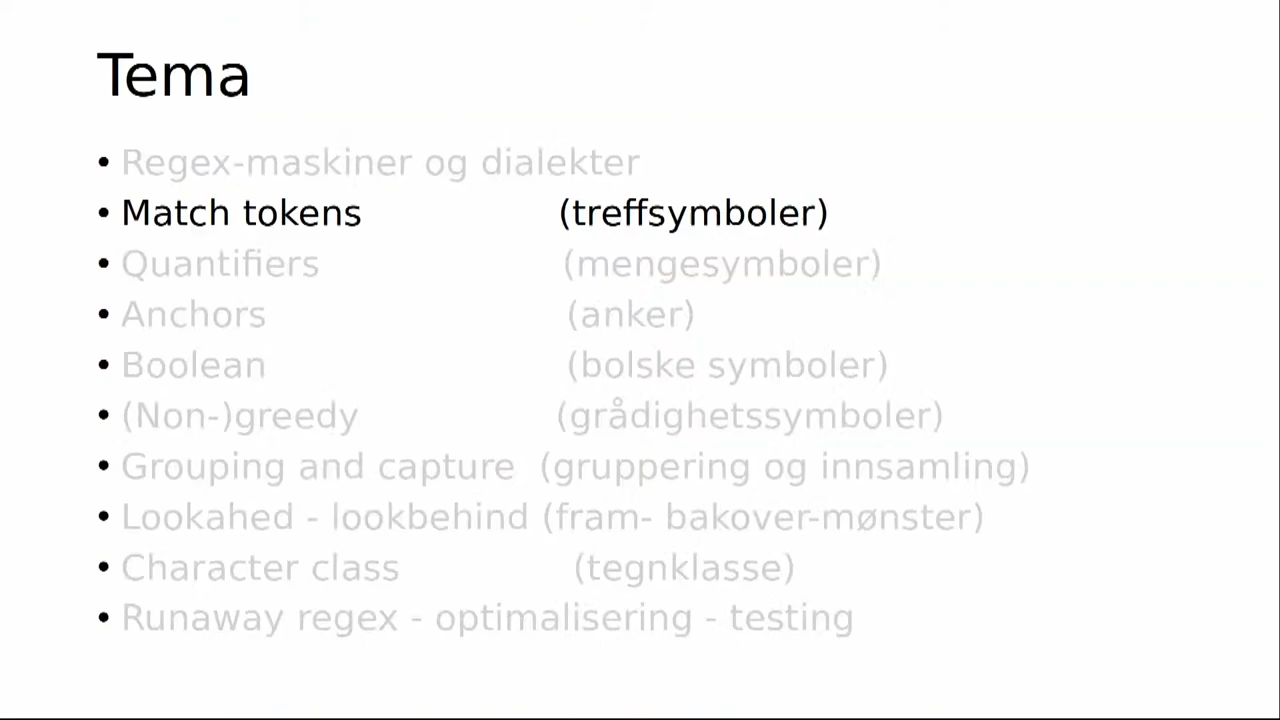 Tema
• Regex-maskiner og dialekter
• Match tokens (treffsymboler)
• Quantifiers (mengesymboler)
• Anchors (anker)
• Boolean (bolske symboler)
• (Non-)greedy (grådighetssymboler)
• Grouping and capture (gruppering og innsamling)
• Lookahed - lookbehind (fram- bakover-mønster)
• Character class (tegnklasse)
• Runaway regex - optimalisering - testing